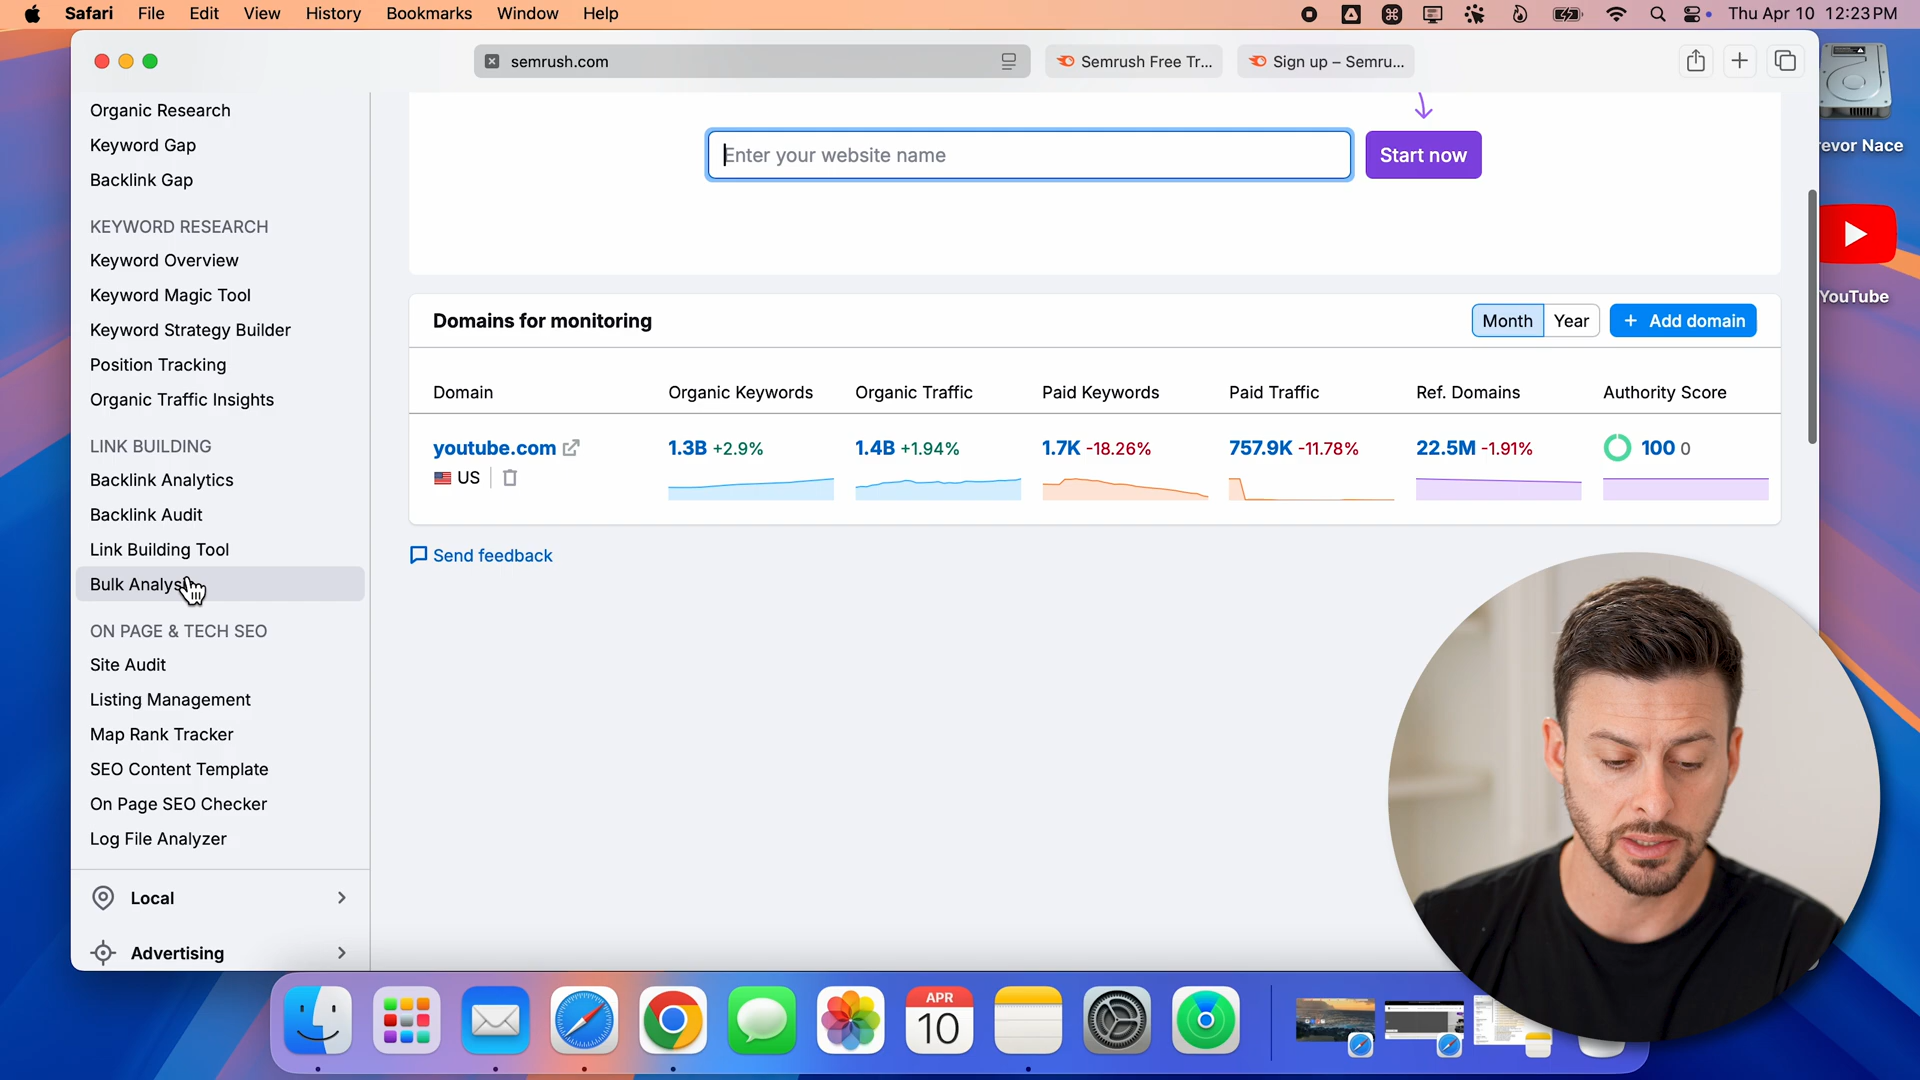 Safari File Edit View History Bookmarks Window Help
Thu Apr 10 12:23 PM
semrush.com
Semrush Free Tr...
Sign up – Semru...
evor Nace
YouTube
Organic Research
Keyword Gap
Backlink Gap
KEYWORD RESEARCH
Keyword Overview
Keyword Magic Tool
Keyword Strategy Builder
Position Tracking
Organic Traffic Insights
LINK BUILDING
Backlink Analytics
Backlink Audit
Link Building Tool
Bulk Analys
ON PAGE & TECH SEO
Site Audit
Listing Management
Map Rank Tracker
SEO Content Template
On Page SEO Checker
Log File Analyzer
Local
Advertising
Enter your website name
Start now
Domains for monitoring
Month Year + Add domain
Domain Organic Keywords Organic Traffic Paid Keywords Paid Traffic Ref. Domains Authority Score
youtube.com 1.3B +2.9% 1.4B +1.94% 1.7K -18.26% 757.9K -11.78% 22.5M -1.91% 100 0
US
Send feedback
APR
10